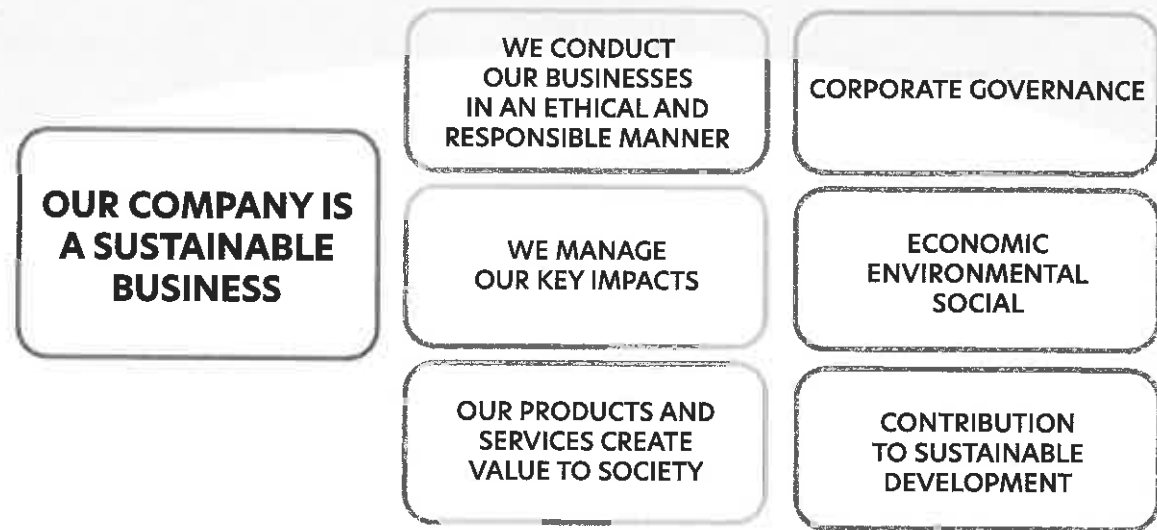 OUR COMPANY IS
A SUSTAINABLE
BUSINESS
WE CONDUCT
OUR BUSINESSES
IN AN ETHICAL AND
RESPONSIBLE MANNER
CORPORATE GOVERNANCE
WE MANAGE
OUR KEY IMPACTS
ECONOMIC
ENVIRONMENTAL
SOCIAL
OUR PRODUCTS AND
SERVICES CREATE
VALUE TO SOCIETY
CONTRIBUTION
TO SUSTAINABLE
DEVELOPMENT